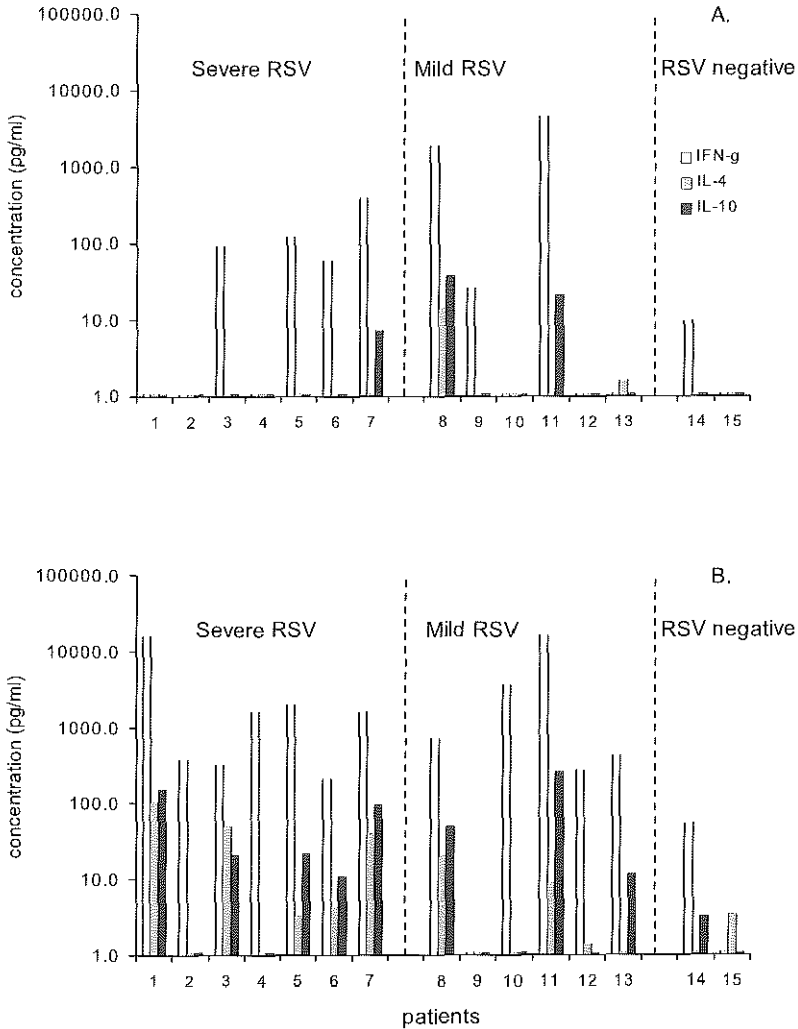 A.
100000.0
Severe RSV Mild RSV RSV negative
10000.0
1000.0
100.0
10.0
1.0
concentration (pg/ml)
IFN-g
IL-4
IL-10
1 2 3 4 5 6 7 8 9 10 11 12 13 14 15
B.
100000.0
Severe RSV Mild RSV RSV negative
10000.0
1000.0
100.0
10.0
1.0
concentration (pg/ml)
1 2 3 4 5 6 7 8 9 10 11 12 13 14 15
patients